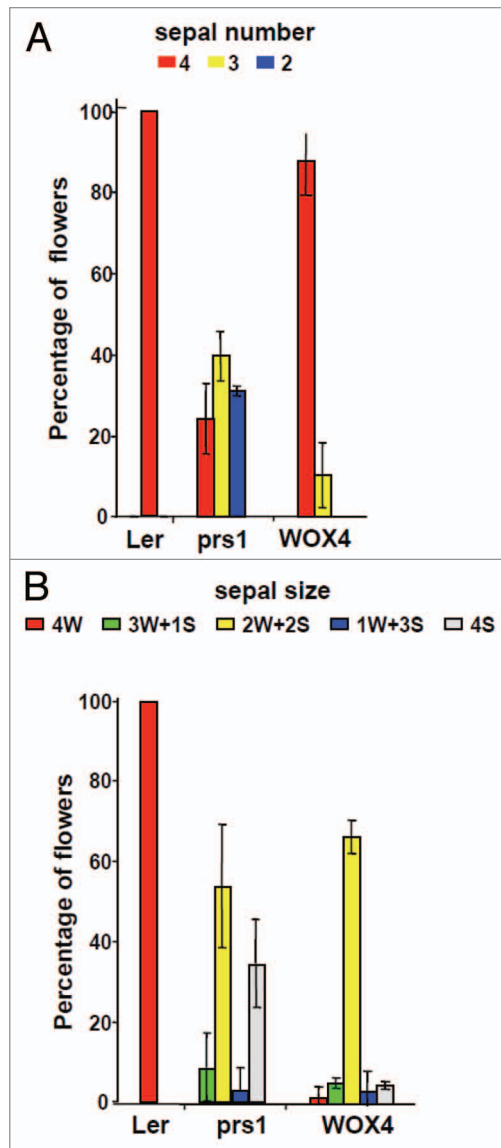 A
sepal number
4 3 2
Percentage of flowers
100
80
60
40
20
0
Ler prs1 WOX4
B
sepal size
4W 3W+1S 2W+2S 1W+3S 4S
Percentage of flowers
100
80
60
40
20
0
Ler prs1 WOX4